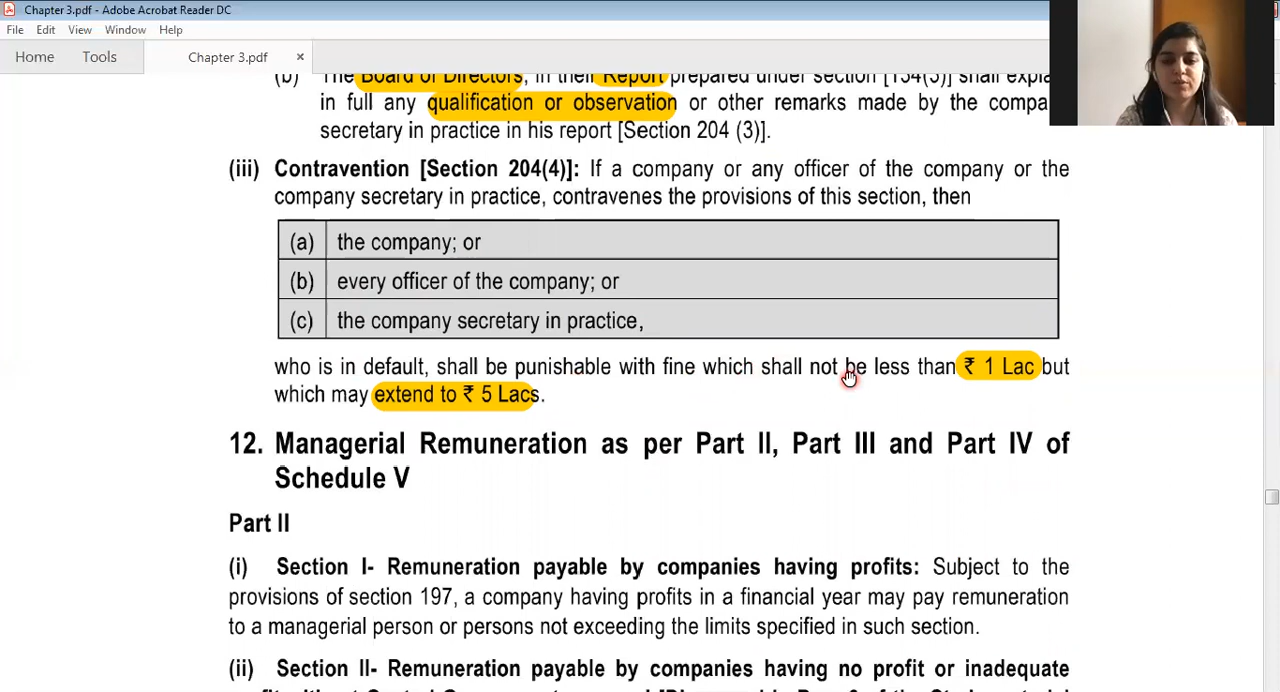 Chapter 3.pdf - Adobe Acrobat Reader DC
File Edit View Window Help
Home Tools Chapter 3.pdf ×
(b) The Board of Directors, in their Report prepared under section [134(3)] shall
in full any qualification or observation or other remarks made by the
secretary in practice in his report [Section 204 (3)].
(iii) Contravention [Section 204(4)]: If a company or any officer of the company or the
company secretary in practice, contravenes the provisions of this section, then
(a) the company; or
(b) every officer of the company; or
(c) the company secretary in practice,
who is in default, shall be punishable with fine which shall not be less than ₹ 1 Lac but
which may extend to ₹ 5 Lacs.
12. Managerial Remuneration as per Part II, Part III and Part IV of
Schedule V
Part II
(i) Section I- Remuneration payable by companies having profits: Subject to the
provisions of section 197, a company having profits in a financial year may pay remuneration
to a managerial person or persons not exceeding the limits specified in such section.
(ii) Section II- Remuneration payable by companies having no profit or inadequate